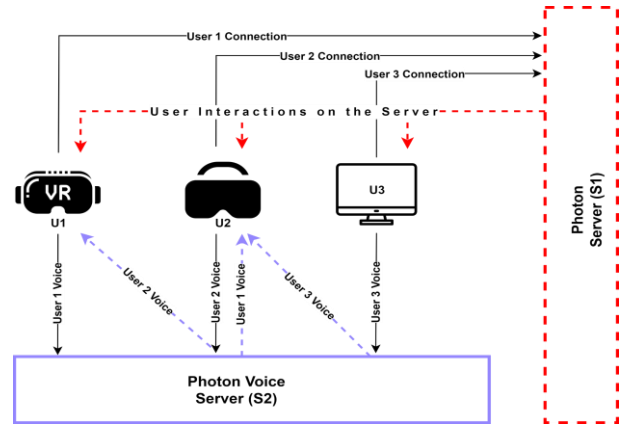 User 1 Connection
User 2 Connection
User 3 Connection
User Interactions on the Server
VR
U1
U2
U3
User 1 Voice
User 2 Voice
User 2 Voice
User 1 Voice
User 3 Voice
User 3 Voice
Photon Voice
Server (S2)
Photon
Server (S1)